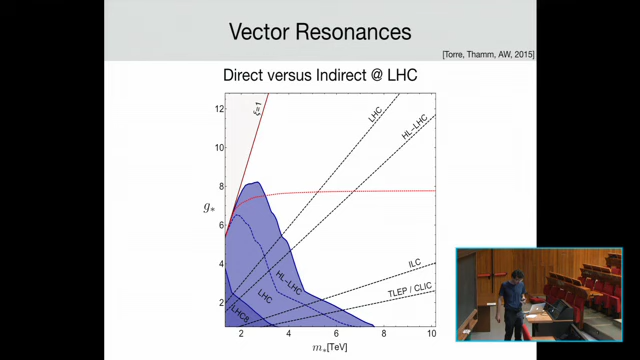 Vector Resonances
[Torre, Thamm, AW, 2015]
Direct versus Indirect @ LHC
12
10
8
6
4
2
g*
ξ=1
LHC
HL-LHC
ILC
TLEP / CLIC
HL-LHC
LHC
LHC8
2 4 6 8 10
m*[TeV]